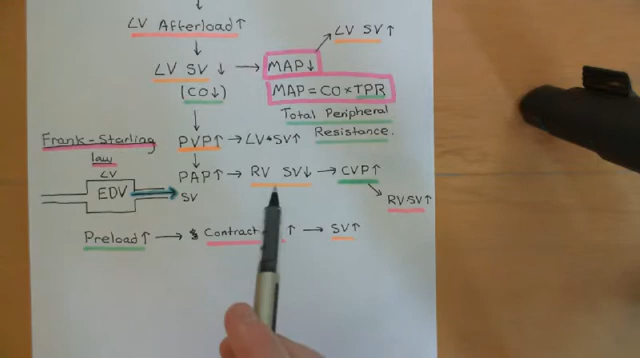 LV Afterload ↑
LV SV ↓ → MAP ↓ LV SV ↑
(CO↓) MAP = CO × TPR
Total Peripheral
Resistance.
PVP↑ → LV SV↑
Frank-Starling
law
PAP↑ → RV SV↓ → CVP↑
LV
EDV SV
RV SV↑
Preload↑ → ↑ → SV↑